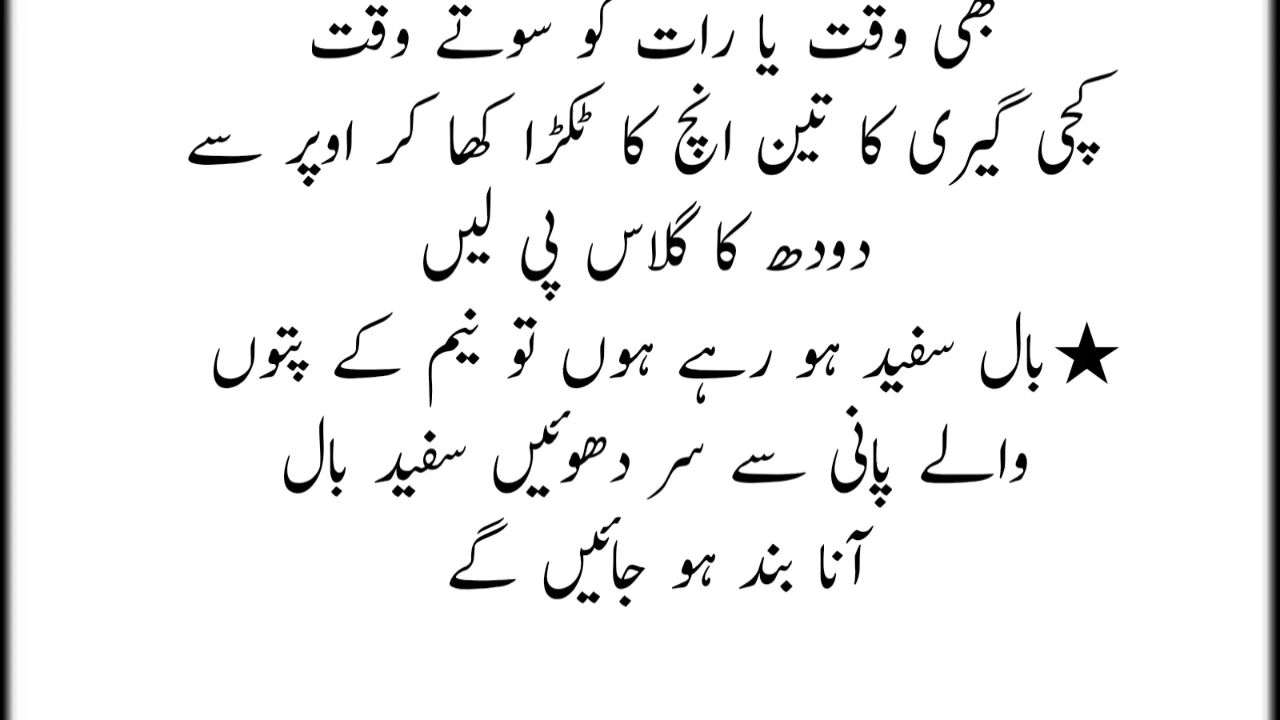 بھی وقت یا رات کو سوتے وقت
کچی گیری کا تین انچ کا ٹکڑا کھا کر اوپر سے
دودھ کا گلاس پی لیں
★بال سفید ہو رہے ہوں تو نیم کے پتوں
والے پانی سے سر دھوئیں سفید بال
آنا بند ہو جائیں گے